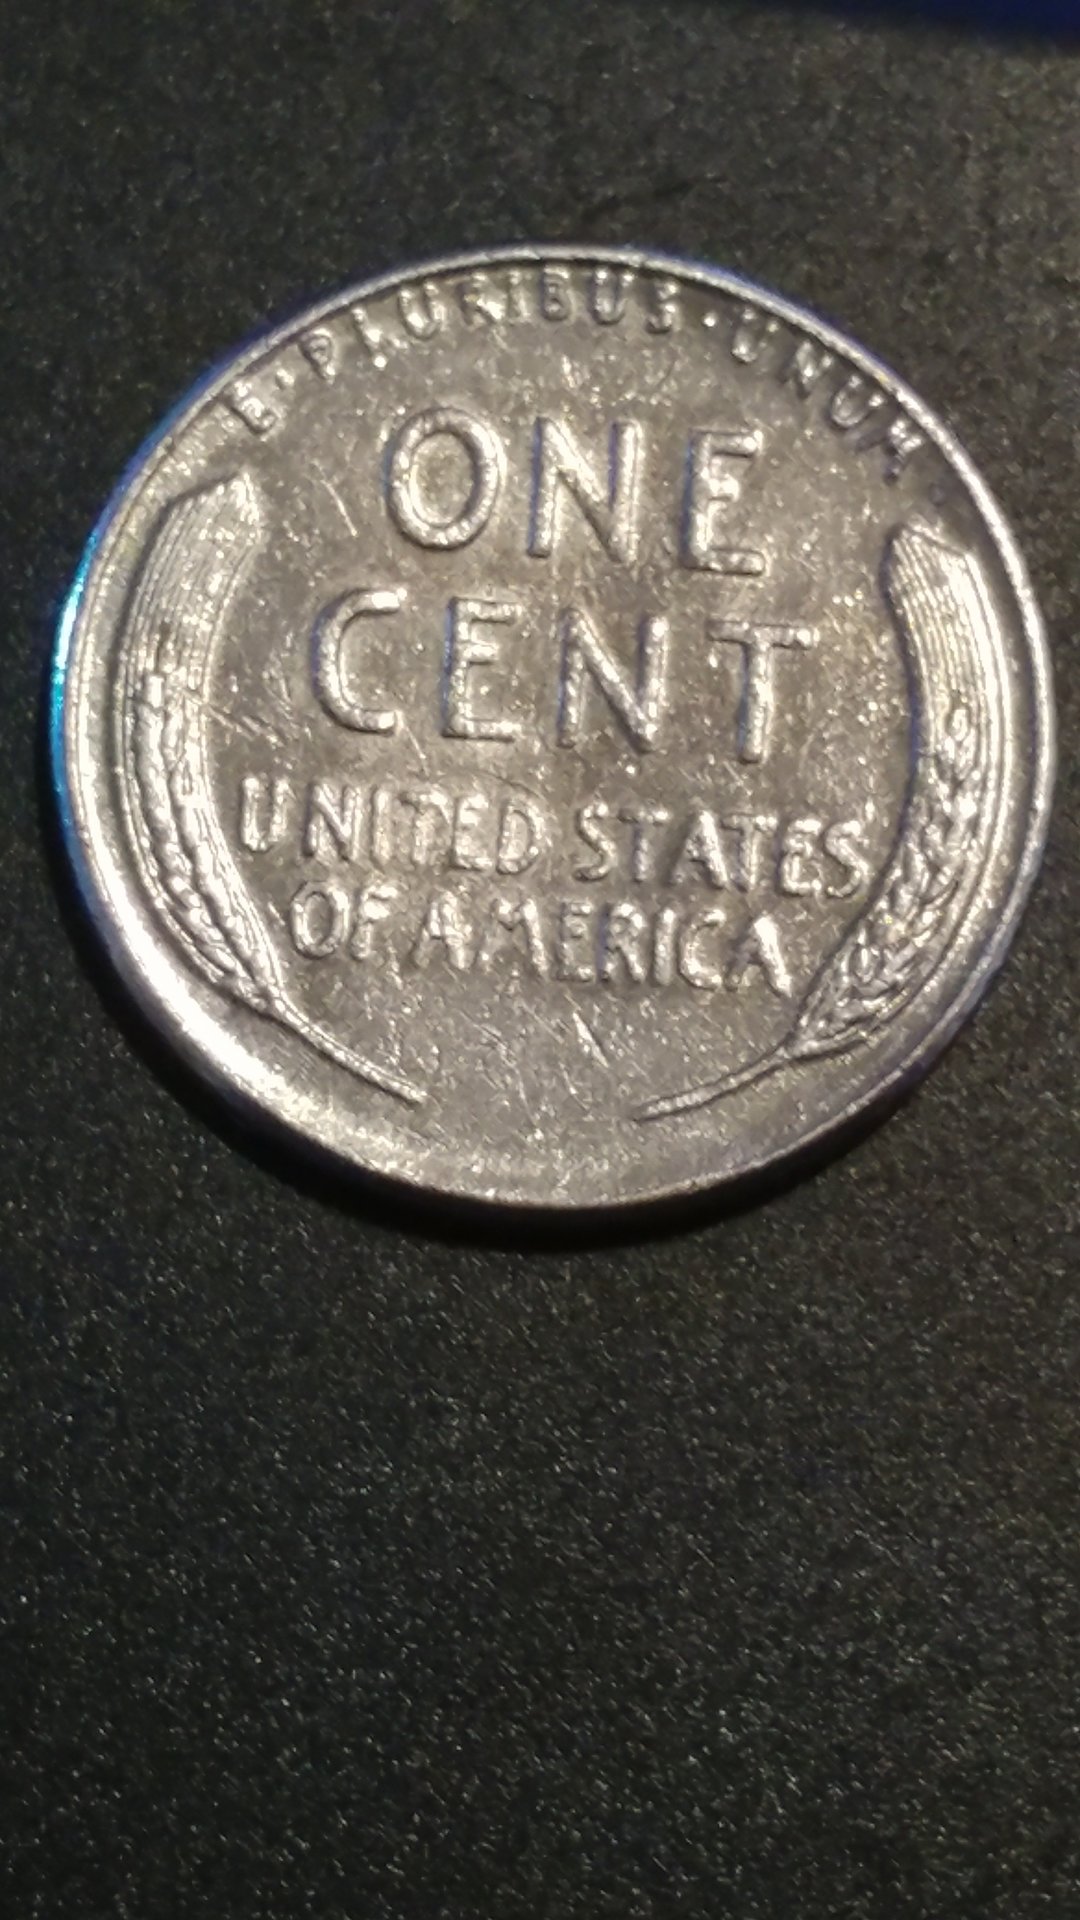 E · PLURIBUS · UNUM
ONE
CENT
UNITED STATES
OF AMERICA